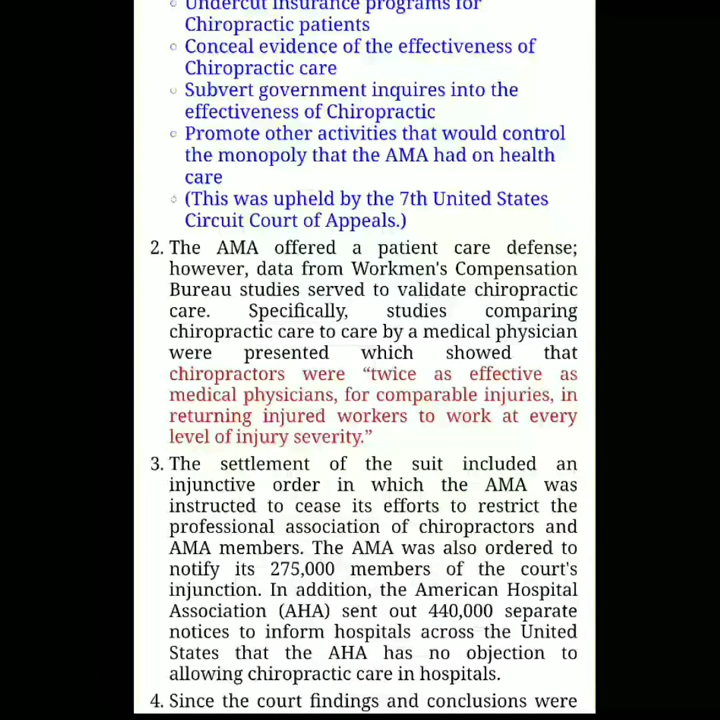 Undercut insurance programs for
Chiropractic patients
Conceal evidence of the effectiveness of
Chiropractic care
Subvert government inquires into the
effectiveness of Chiropractic
Promote other activities that would control
the monopoly that the AMA had on health
care
(This was upheld by the 7th United States
Circuit Court of Appeals.)
2. The AMA offered a patient care defense;
however, data from Workmen's Compensation
Bureau studies served to validate chiropractic
care. Specifically, studies comparing
chiropractic care to care by a medical physician
were presented which showed that
chiropractors were “twice as effective as
medical physicians, for comparable injuries, in
returning injured workers to work at every
level of injury severity.”
3. The settlement of the suit included an
injunctive order in which the AMA was
instructed to cease its efforts to restrict the
professional association of chiropractors and
AMA members. The AMA was also ordered to
notify its 275,000 members of the court's
injunction. In addition, the American Hospital
Association (AHA) sent out 440,000 separate
notices to inform hospitals across the United
States that the AHA has no objection to
allowing chiropractic care in hospitals.
4. Since the court findings and conclusions were